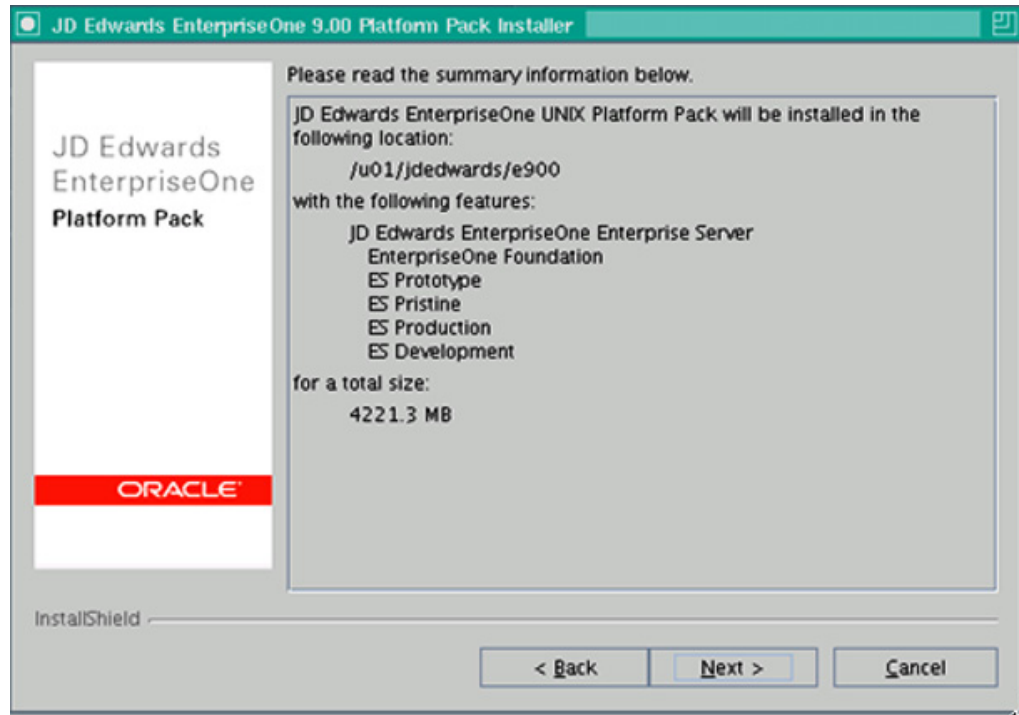 JD Edwards EnterpriseOne 9.00 Platform Pack Installer
JD Edwards
EnterpriseOne
Platform Pack
ORACLE
Please read the summary information below.
JD Edwards EnterpriseOne UNIX Platform Pack will be installed in the
following location:
/u01/jdedwards/e900
with the following features:
JD Edwards EnterpriseOne Enterprise Server
EnterpriseOne Foundation
ES Prototype
ES Pristine
ES Production
ES Development
for a total size:
4221.3 MB
InstallShield
< Back
Next >
Cancel